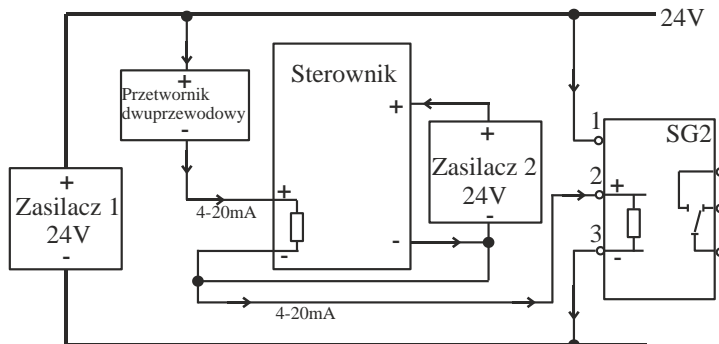 24V
Zasilacz 1
24V
+
-
+
Przetwornik
dwuprzewodowy
-
4-20mA
Sterownik
+
-
+
-
+
Zasilacz 2
24V
-
4-20mA
SG2
1
2
3
+
-